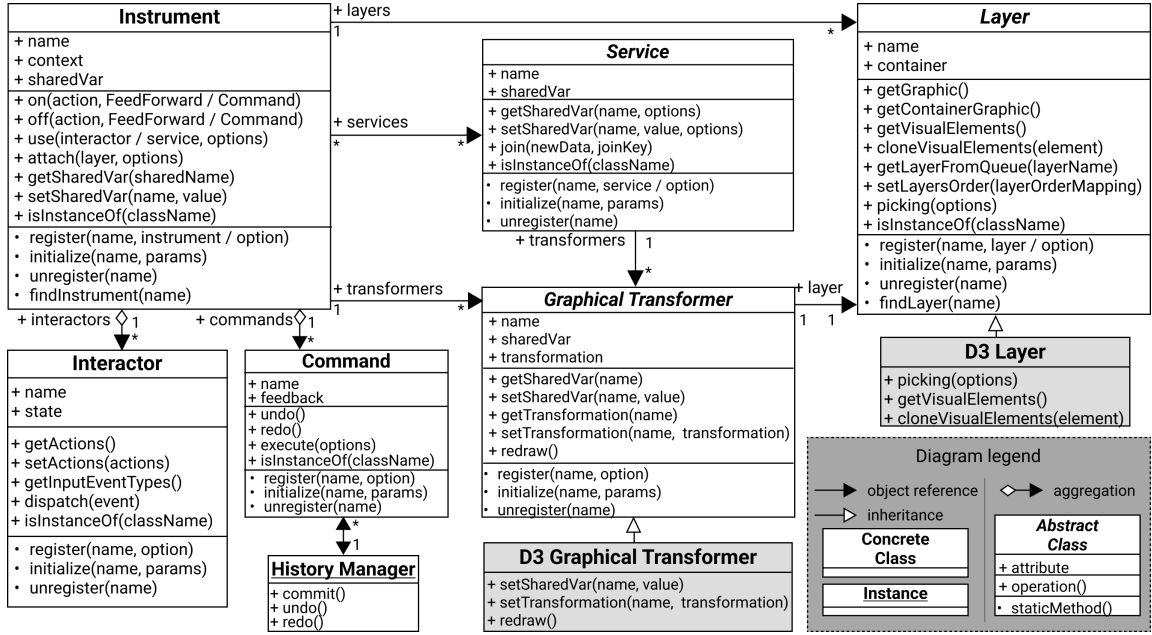 Instrument
+ name
+ context
+ sharedVar
+ on(action, FeedForward / Command)
+ off(action, FeedForward / Command)
+ use(interactor / service, options)
+ attach(layer, options)
+ getSharedVar(sharedName)
+ setSharedVar(name, value)
+ isInstanceOf(className)
• register(name, instrument / option)
• initialize(name, params)
• unregister(name)
• findInstrument(name)
+ layers
1
*
+ services
*
*
+ transformers
1
*
+ interactors
1
*
+ commands
1
*
Service
+ name
+ sharedVar
+ getSharedVar(name, options)
+ setSharedVar(name, value, options)
+ join(newData, joinKey)
+ isInstanceOf(className)
• register(name, service / option)
• initialize(name, params)
• unregister(name)
+ transformers
1
*
Layer
+ name
+ container
+ getGraphic()
+ getContainerGraphic()
+ getVisualElements()
+ cloneVisualElements(element)
+ getLayerFromQueue(layerName)
+ setLayersOrder(layerOrderMapping)
+ picking(options)
+ isInstanceOf(className)
• register(name, layer / option)
• initialize(name, params)
• unregister(name)
• findLayer(name)
Interactor
+ name
+ state
+ getActions()
+ setActions(actions)
+ getInputEventTypes()
+ dispatch(event)
+ isInstanceOf(className)
• register(name, option)
• initialize(name, params)
• unregister(name)
Command
+ name
+ feedback
+ undo()
+ redo()
+ execute(options)
+ isInstanceOf(className)
• register(name, option)
• initialize(name, params)
• unregister(name)
*
1
History Manager
+ commit()
+ undo()
+ redo()
Graphical Transformer
+ name
+ sharedVar
+ transformation
+ getSharedVar(name)
+ setSharedVar(name, value)
+ getTransformation(name)
+ setTransformation(name, transformation)
+ redraw()
• register(name, option)
• initialize(name, params)
• unregister(name)
+ layer
1
1
D3 Graphical Transformer
+ setSharedVar(name, value)
+ setTransformation(name, transformation)
+ redraw()
D3 Layer
+ picking(options)
+ getVisualElements()
+ cloneVisualElements(element)
Diagram legend
object reference
inheritance
aggregation
Concrete
Class
Instance
Abstract
Class
+ attribute
+ operation()
• staticMethod()